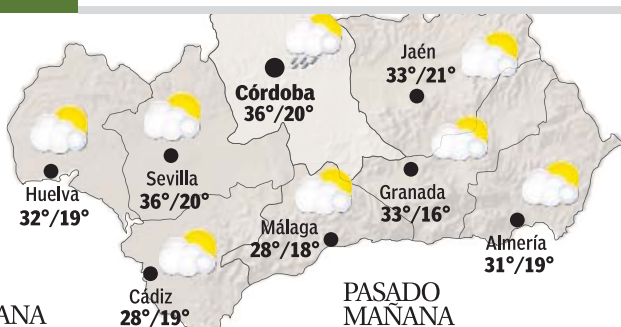 Jaén
33°/21°
Córdoba
36°/20°
Sevilla
36°/20°
Huelva
32°/19°
Granada
33°/16°
Málaga
28°/18°
Almería
31°/19°
Cádiz
28°/19°
ANA
PASADO
MAÑANA